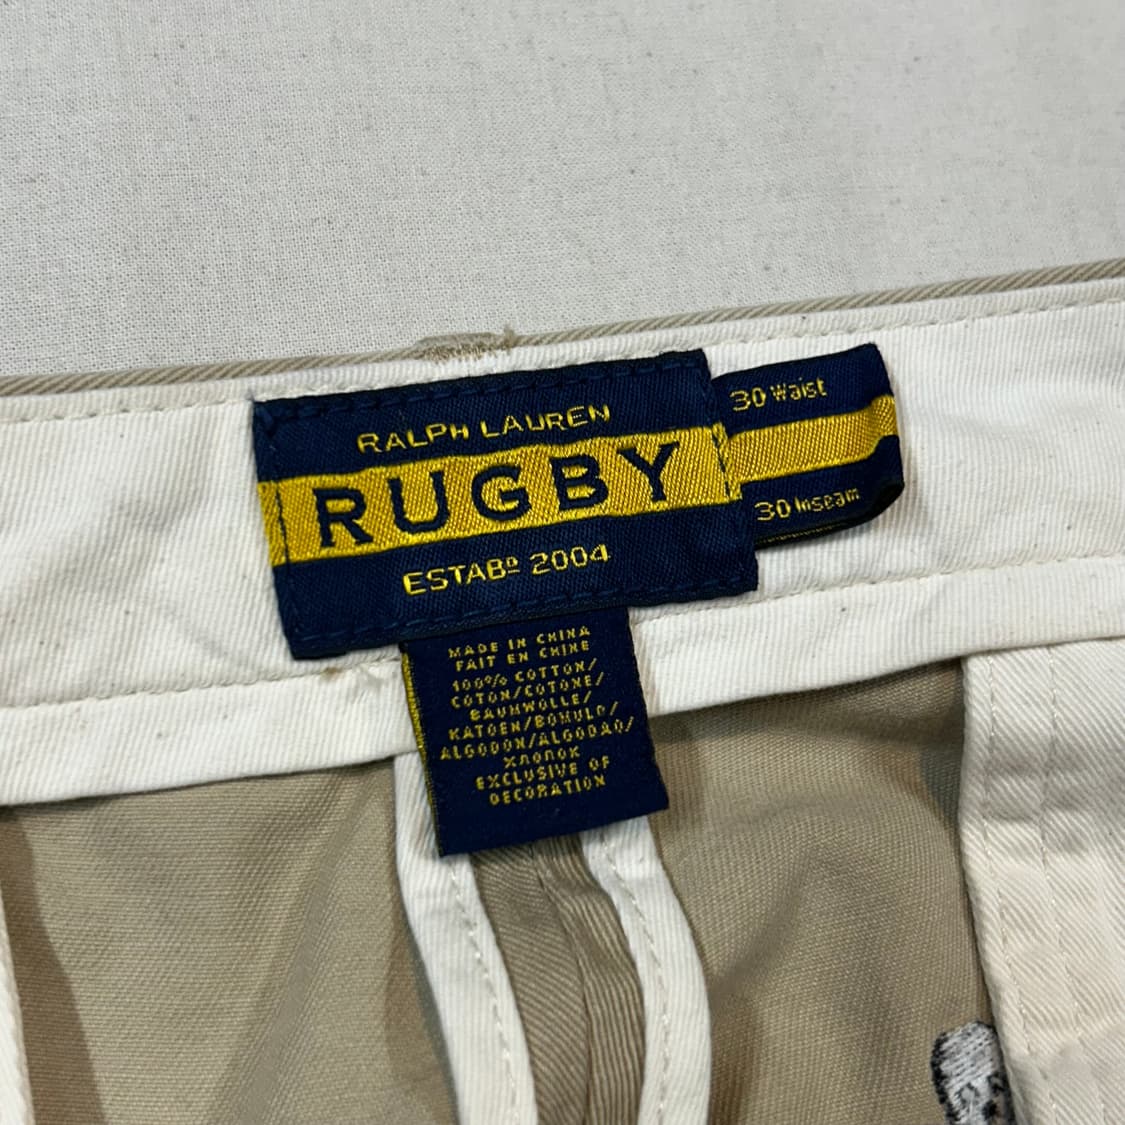 RALPH LAUREN
RUGBY
ESTABº 2004
30 Waist
30 Inseam
MADE IN CHINA
FAIT EN CHINE
100% COTTON/
COTON/COTONE/
BAUMWOLLE/
KATOEN/BOMULD/
ALGODON/ALGODAO/
ХЛОПОК
EXCLUSIVE OF
DECORATION